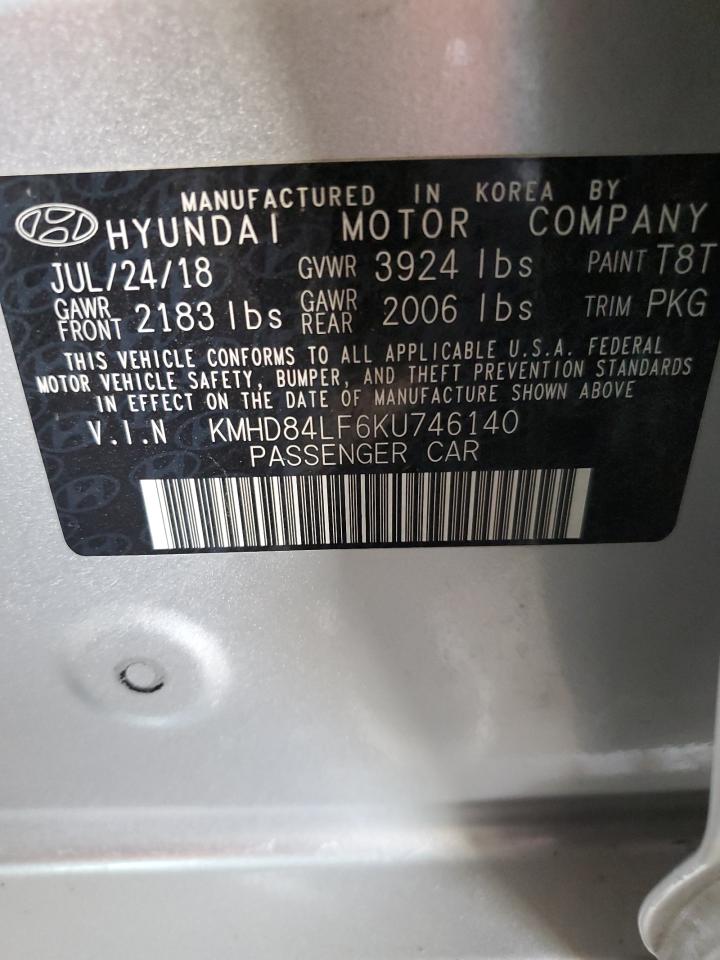 MANUFACTURED IN KOREA BY
HYUNDAI MOTOR COMPANY
JUL/24/18 GVWR 3924 lbs PAINT T8T
GAWR FRONT 2183 lbs GAWR REAR 2006 lbs TRIM PKG
THIS VEHICLE CONFORMS TO ALL APPLICABLE U.S.A. FEDERAL
MOTOR VEHICLE SAFETY, BUMPER, AND THEFT PREVENTION STANDARDS
IN EFFECT ON THE DATE OF MANUFACTURE SHOWN ABOVE
V.I.N KMHD84LF6KU746140
PASSENGER CAR